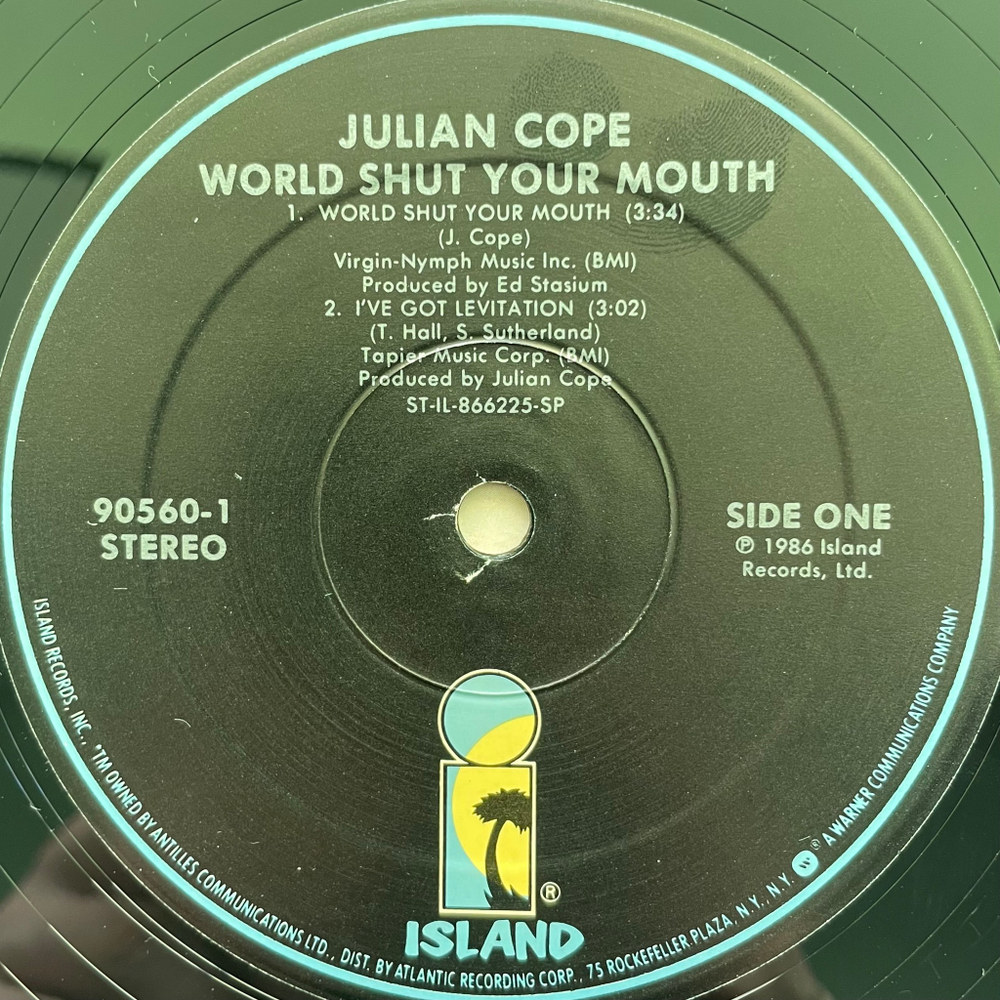 JULIAN COPE
WORLD SHUT YOUR MOUTH
1. WORLD SHUT YOUR MOUTH (3:34)
(J. Cope)
Virgin-Nymph Music Inc. (BMI)
Produced by Ed Stasium
2. I'VE GOT LEVITATION (3:02)
(T. Hall, S. Sutherland)
Tapier Music Corp. (BMI)
Produced by Julian Cope
ST-IL-866225-SP
90560-1
STEREO
SIDE ONE
℗ 1986 Island
Records, Ltd.
®
ISLAND
ISLAND RECORDS, INC., *TM OWNED BY ANTILLES COMMUNICATIONS LTD., DIST. BY ATLANTIC RECORDING CORP., 75 ROCKEFELLER PLAZA, N.Y., N.Y. ® A WARNER COMMUNICATIONS COMPANY